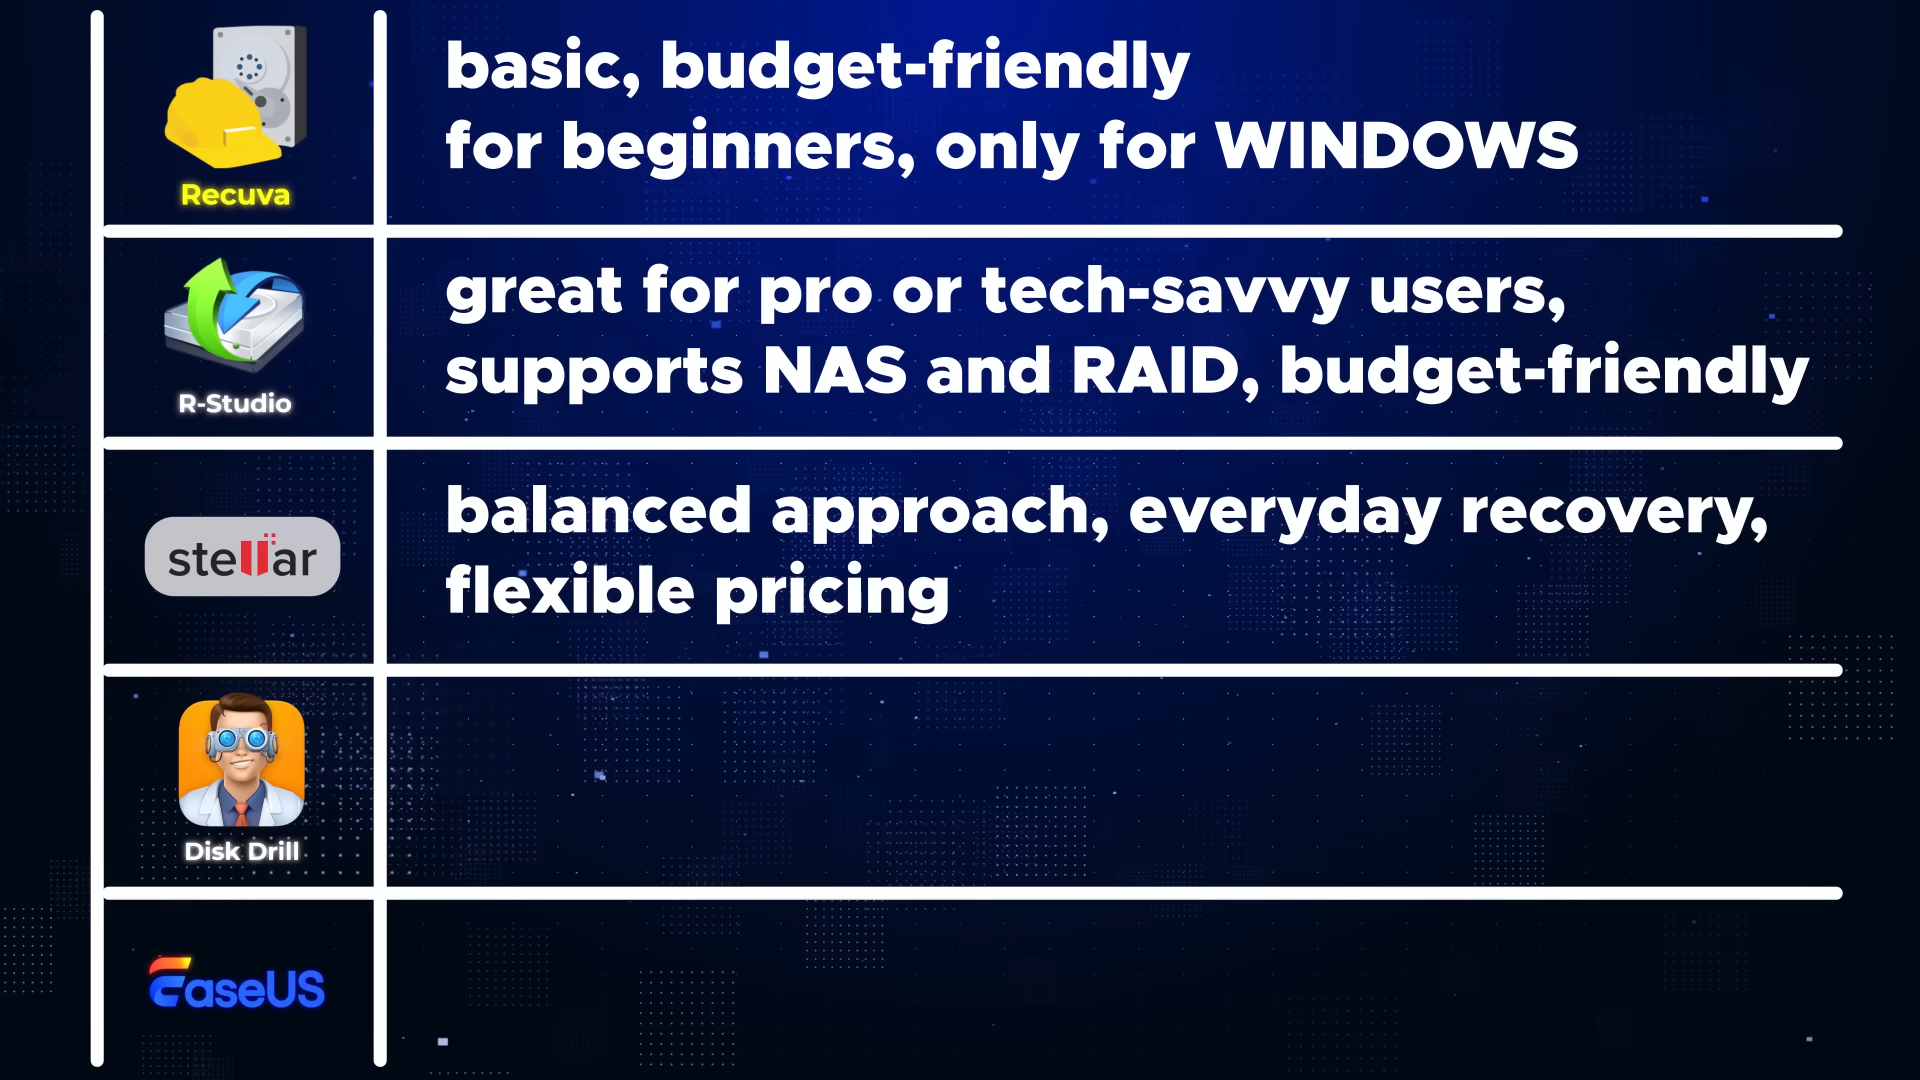 basic, budget-friendly
for beginners, only for WINDOWS
Recuva
great for pro or tech-savvy users,
supports NAS and RAID, budget-friendly
R-Studio
balanced approach, everyday recovery,
flexible pricing
stellar
Disk Drill
EaseUS